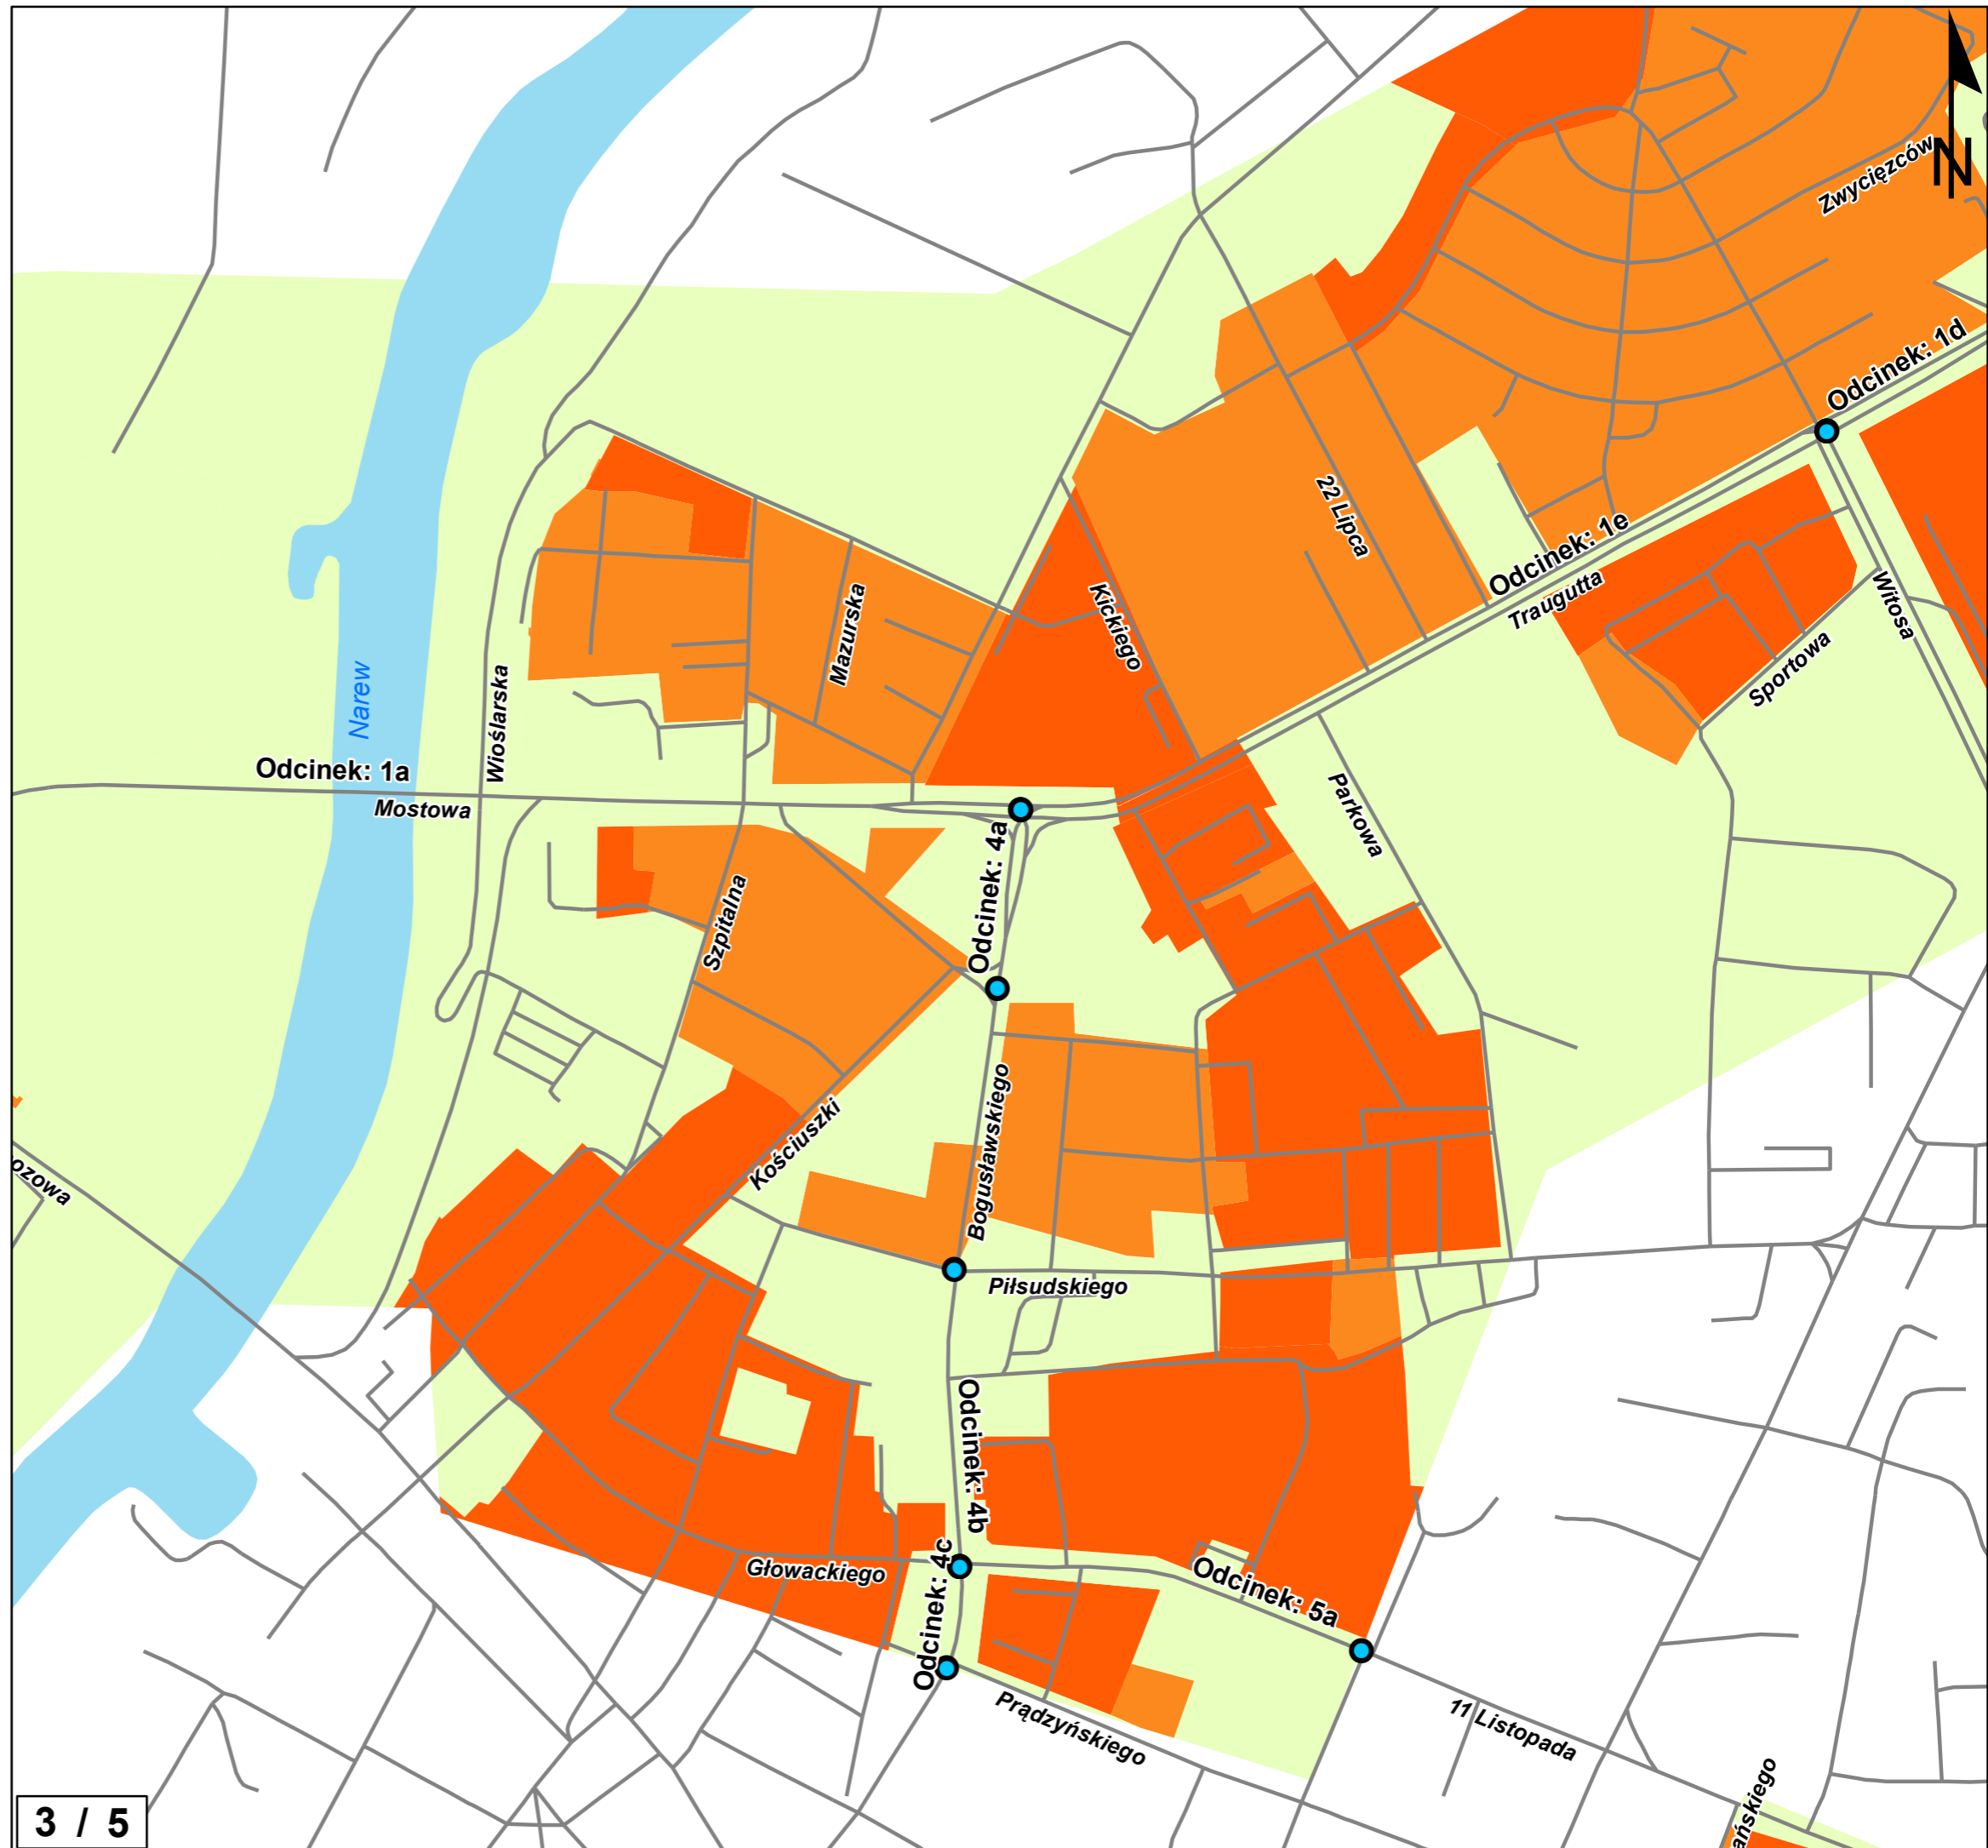 N
Zwycięzców
Odcinek: 1d
22 Lipca
Odcinek: 1e
Traugutta
Witosa
Kickiego
Mazurska
Sportowa
Narew
Wioślarska
Odcinek: 1a
Mostowa
Parkowa
Odcinek: 4a
Szpitalna
Kościuszki
Bogusławskiego
ozowa
Piłsudskiego
Odcinek: 4b
Głowackiego
Odcinek: 4c
Odcinek: 5a
Prądzyńskiego
11 Listopada
ańskiego
3 / 5